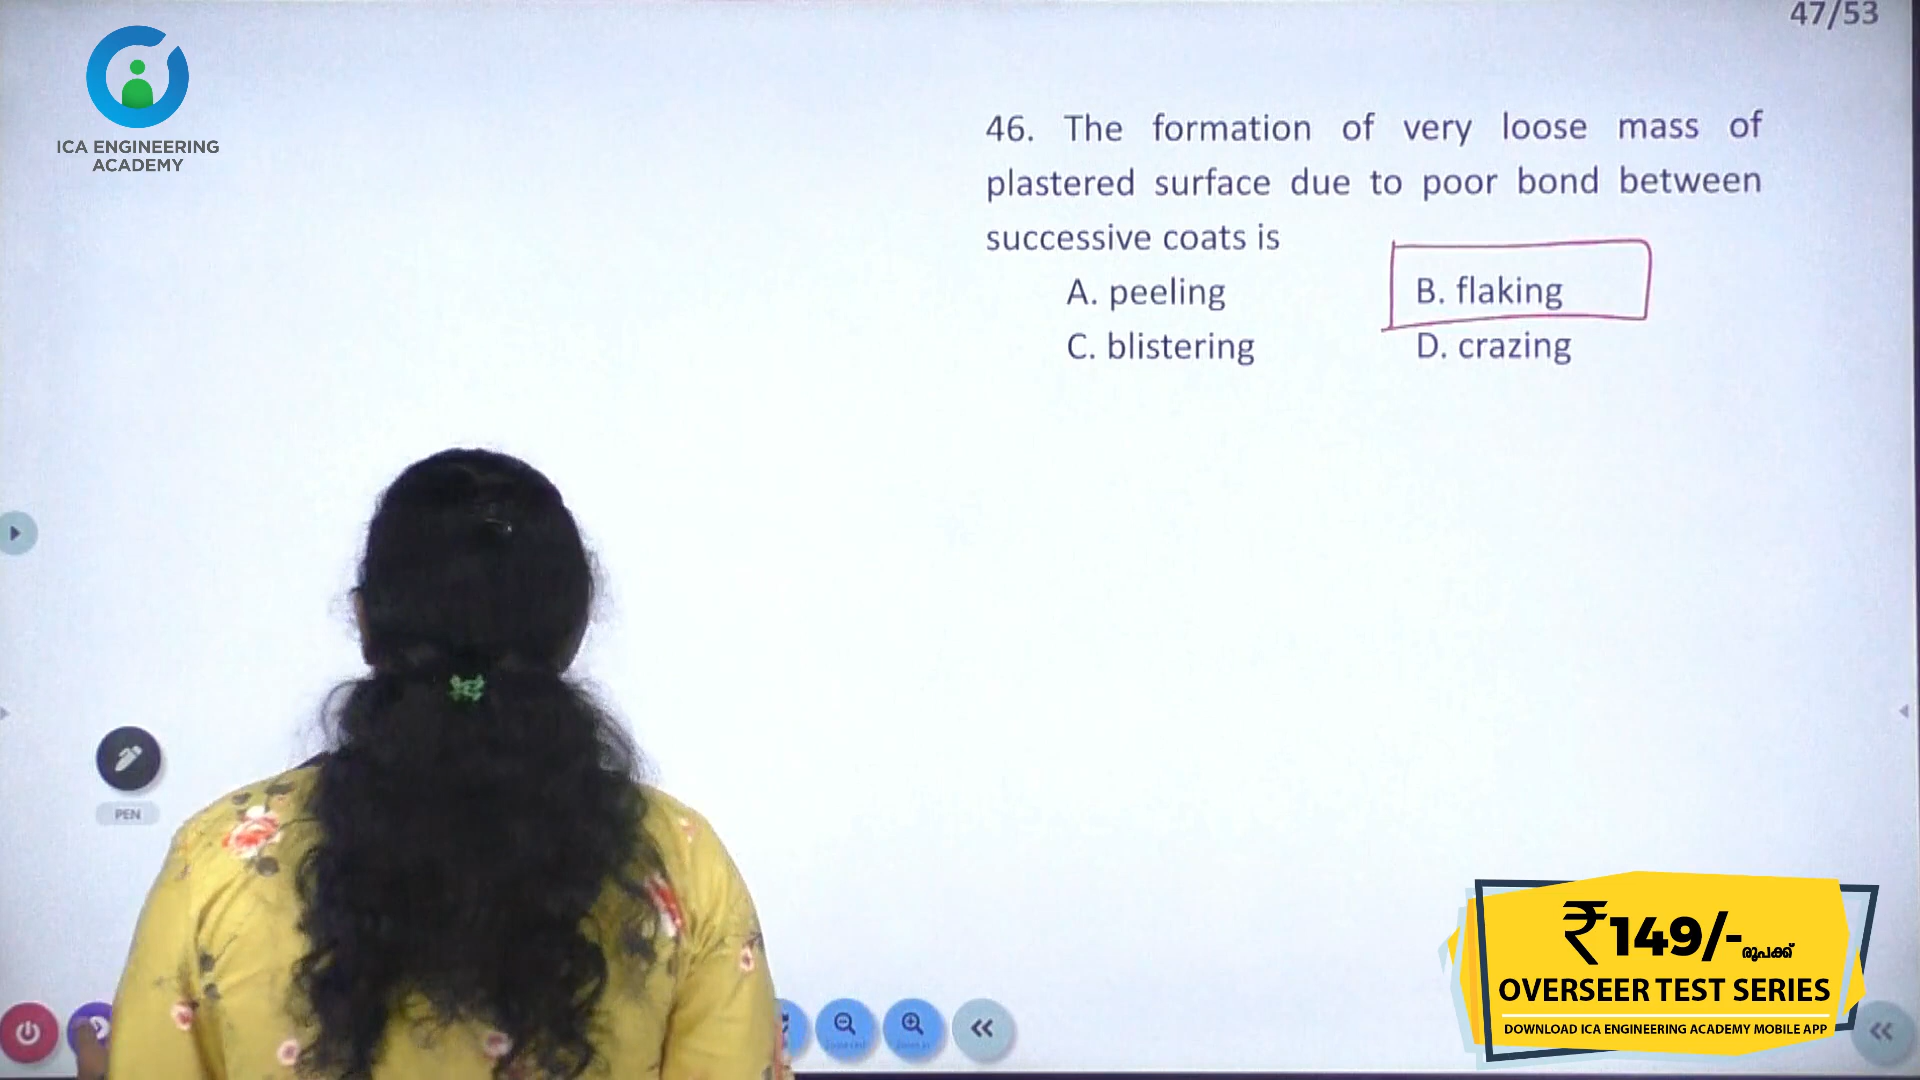 47/53
ICA ENGINEERING
ACADEMY
46. The formation of very loose mass of
plastered surface due to poor bond between
successive coats is
A. peeling
B. flaking
C. blistering
D. crazing
PEN
₹149/- രൂപക്ക്
OVERSEER TEST SERIES
DOWNLOAD ICA ENGINEERING ACADEMY MOBILE APP